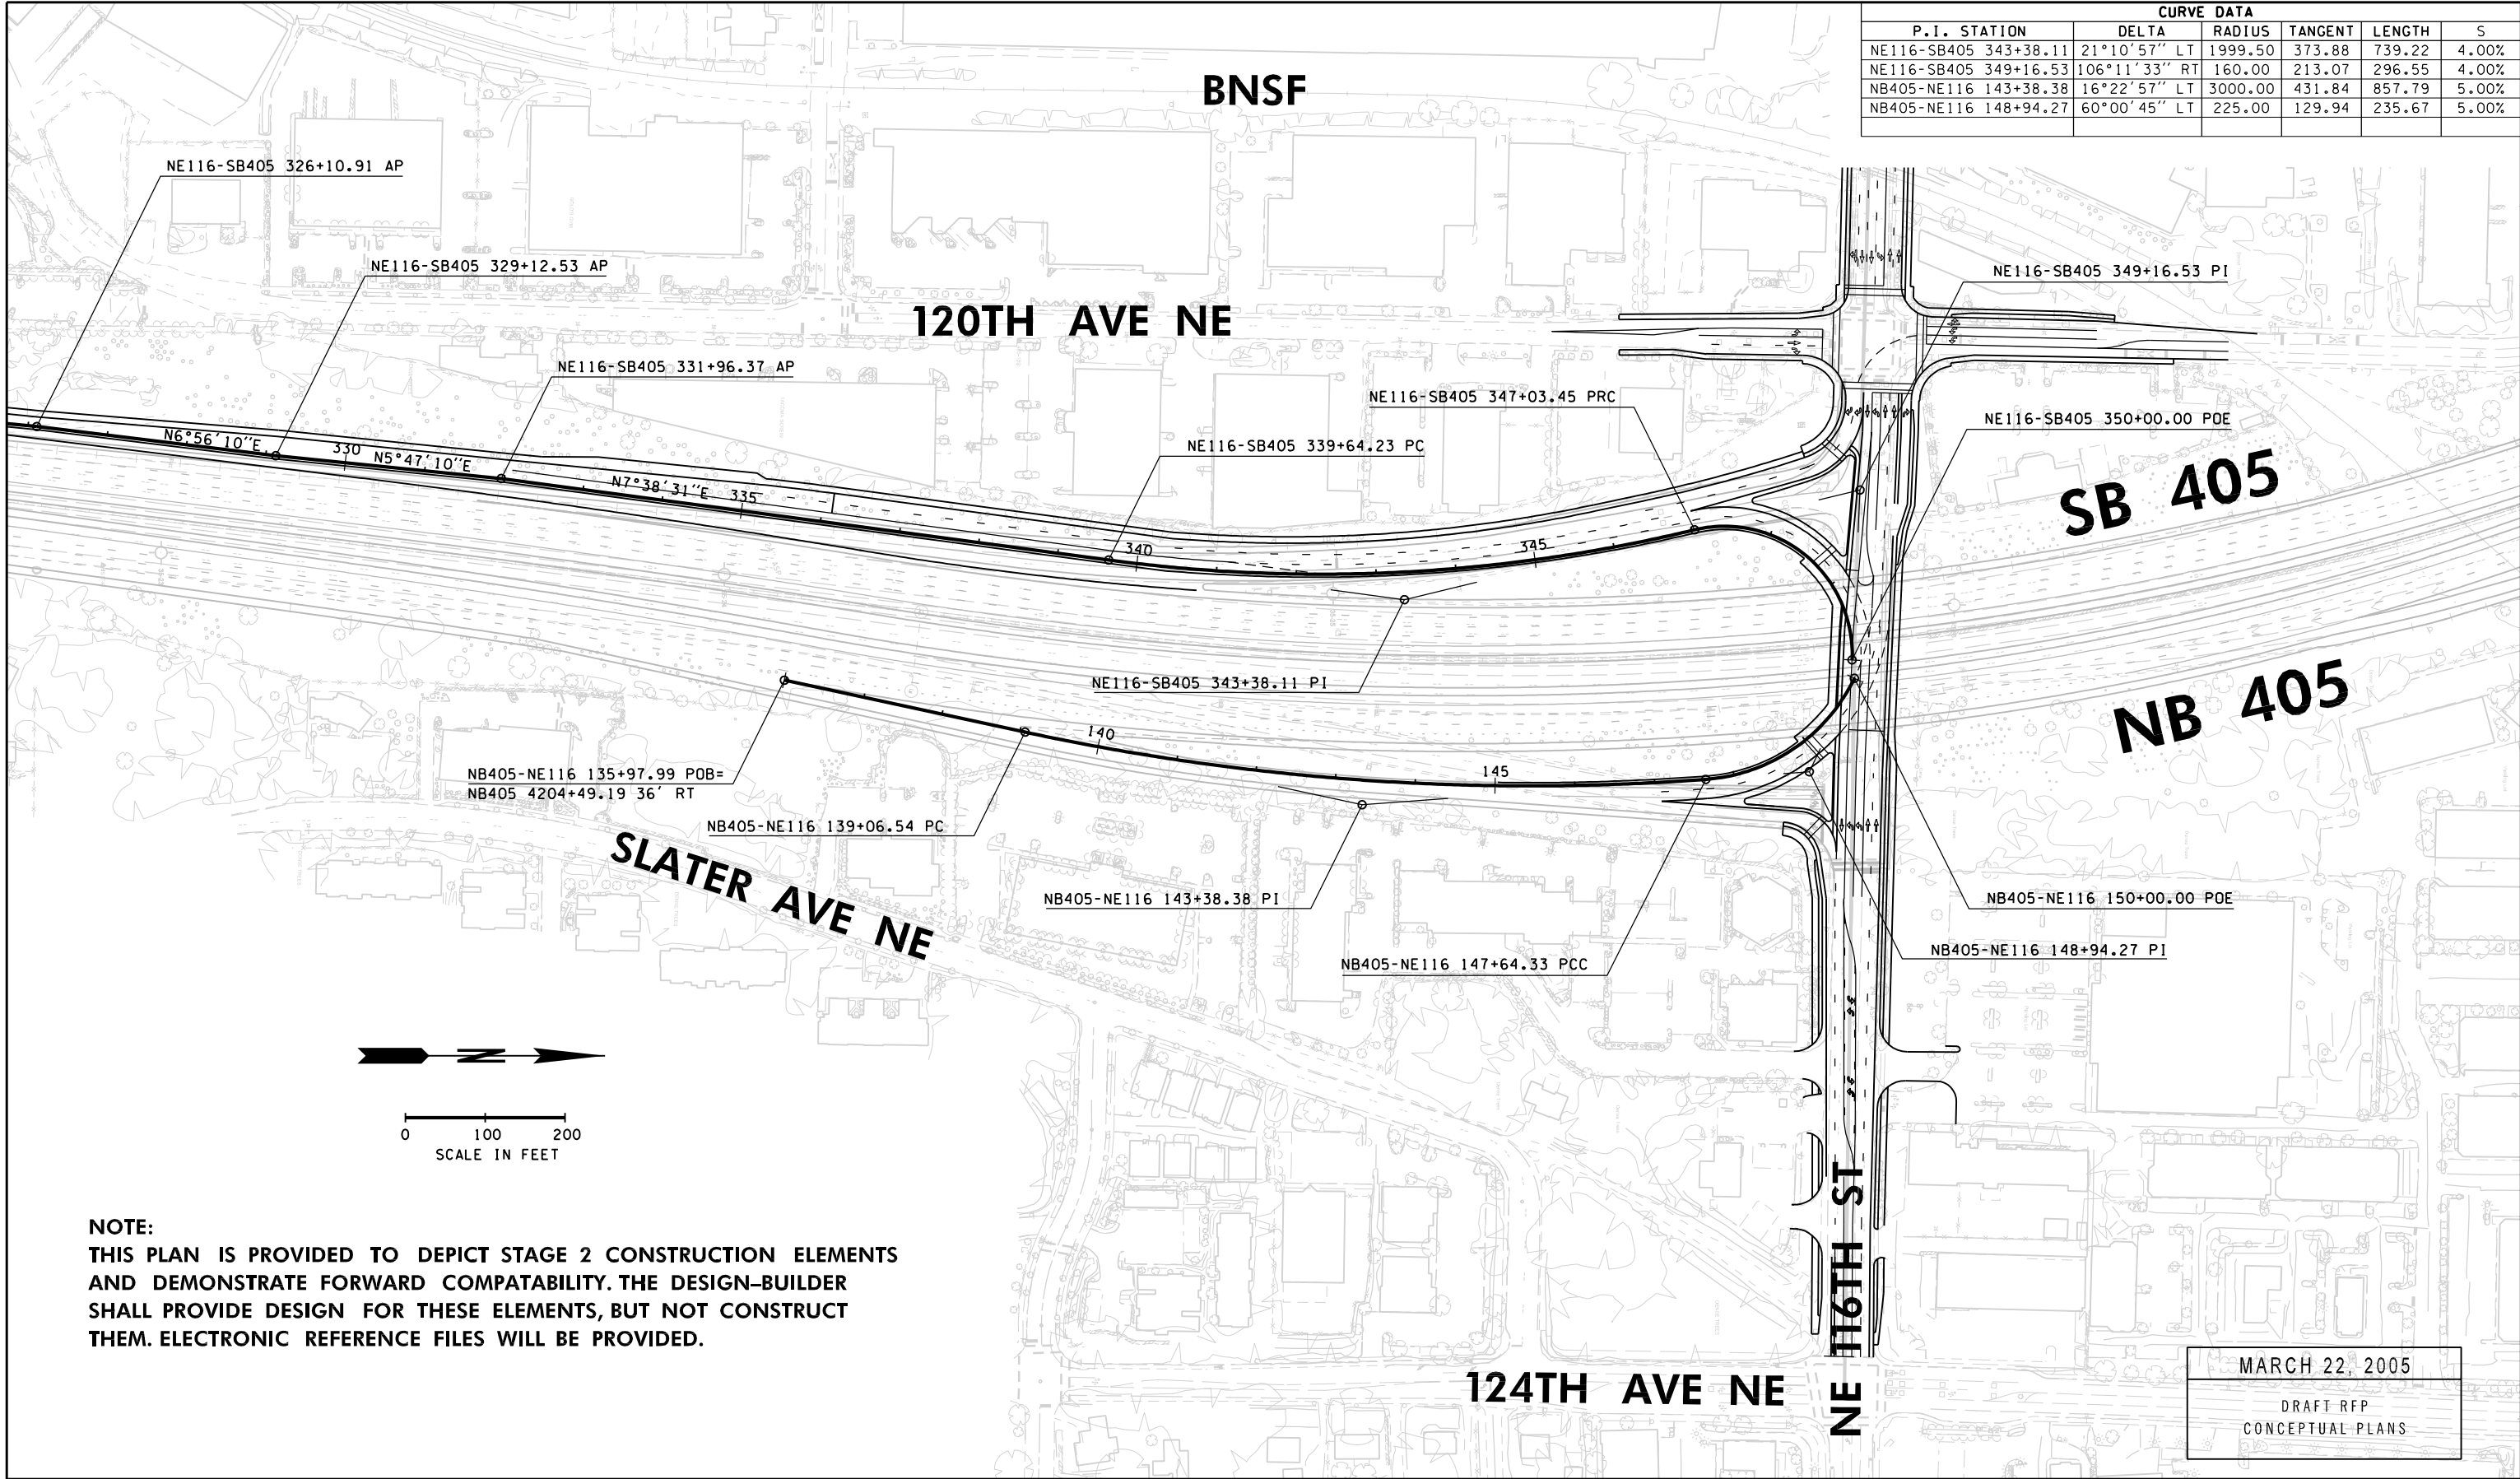 CURVE DATA
P.I. STATION DELTA RADIUS TANGENT LENGTH S
NE116-SB405 343+38.11 21°10'57" LT 1999.50 373.88 739.22 4.00%
NE116-SB405 349+16.53 106°11'33" RT 160.00 213.07 296.55 4.00%
NB405-NE116 143+38.38 16°22'57" LT 3000.00 431.84 857.79 5.00%
NB405-NE116 148+94.27 60°00'45" LT 225.00 129.94 235.67 5.00%
BNSF
NE116-SB405 326+10.91 AP
NE116-SB405 329+12.53 AP
NE116-SB405 349+16.53 PI
120TH AVE NE
NE116-SB405 331+96.37 AP
NE116-SB405 347+03.45 PRC
NE116-SB405 350+00.00 POE
NE116-SB405 339+64.23 PC
N6°56'10"E
330
N5°47'10"E
N7°38'31"E
335
340
345
SB 405
NE116-SB405 343+38.11 PI
NB 405
140
145
NB405-NE116 135+97.99 POB=
NB405 4204+49.19 36' RT
NB405-NE116 139+06.54 PC
SLATER AVE NE
NB405-NE116 143+38.38 PI
NB405-NE116 150+00.00 POE
NB405-NE116 148+94.27 PI
NB405-NE116 147+64.33 PCC
N
0 100 200
SCALE IN FEET
NE 116TH ST
NOTE:
THIS PLAN IS PROVIDED TO DEPICT STAGE 2 CONSTRUCTION ELEMENTS
AND DEMONSTRATE FORWARD COMPATABILITY. THE DESIGN–BUILDER
SHALL PROVIDE DESIGN FOR THESE ELEMENTS, BUT NOT CONSTRUCT
THEM. ELECTRONIC REFERENCE FILES WILL BE PROVIDED.
124TH AVE NE
MARCH 22, 2005
DRAFT RFP
CONCEPTUAL PLANS